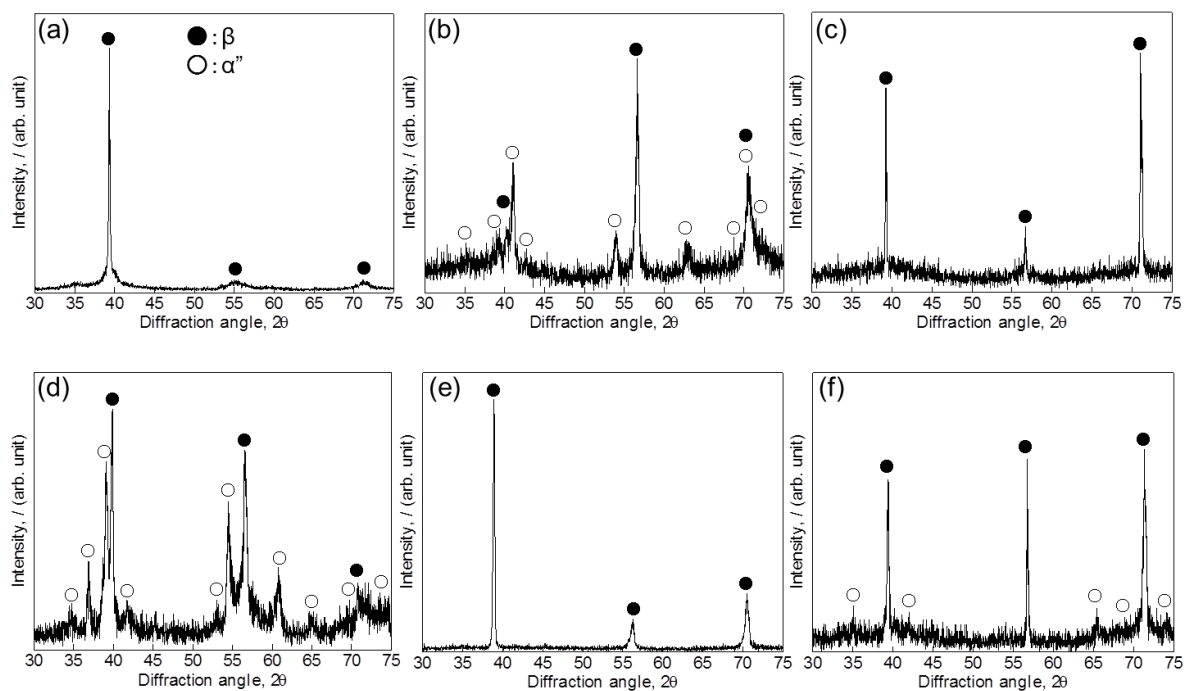 (a)
● : β
○ : α”
Intensity, I (arb. unit)
30 35 40 45 50 55 60 65 70 75
Diffraction angle, 2θ
(b)
Intensity, I (arb. unit)
30 35 40 45 50 55 60 65 70 75
Diffraction angle, 2θ
(c)
Intensity, I (arb. unit)
30 35 40 45 50 55 60 65 70 75
Diffraction angle, 2θ
(d)
Intensity, I (arb. unit)
30 35 40 45 50 55 60 65 70 75
Diffraction angle, 2θ
(e)
Intensity, I (arb. unit)
30 35 40 45 50 55 60 65 70 75
Diffraction angle, 2θ
(f)
Intensity, I (arb. unit)
30 35 40 45 50 55 60 65 70 75
Diffraction angle, 2θ